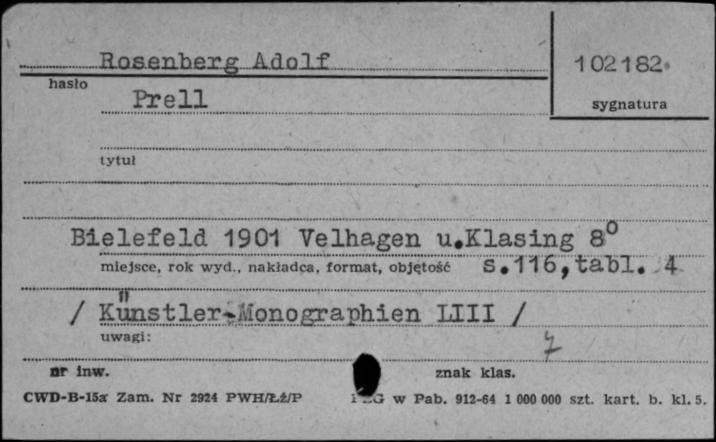 Rosenberg Adolf
102182
hasło
sygnatura
Prell
tytuł
Bielefeld 1901 Velhagen u.Klasing 8°
miejsce, rok wyd., nakładca, format, objętość s.116,tabl. 4
/ Künstler-Monographien LIII /
uwagi:
nr inw.
znak klas.
CWD-B-15a Zam. Nr 2924 PWH/Łź/P w Pab. 912-64 1 000 000 szt. kart. b. kl. 5.